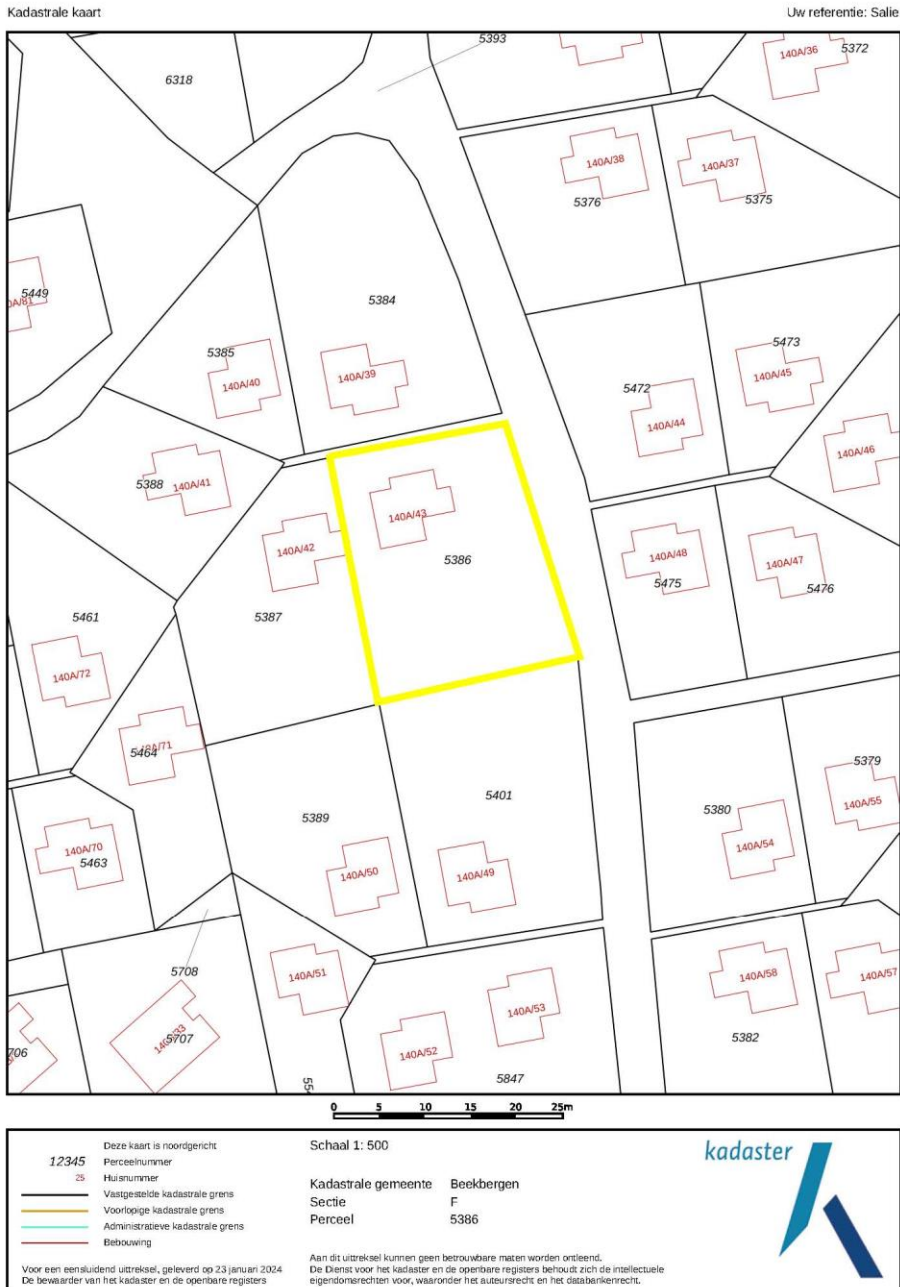 Kadastrale kaart
Uw referentie: Salie
5393
140A/36
5372
6318
140A/38
140A/37
5376
5375
5449
5384
5385
5473
140A/39
140A/40
140A/45
5472
140A/44
140A/46
5388
140A/41
140A/43
140A/42
5386
140A/48
140A/47
5475
5476
5461
5387
140A/72
5464
5379
5389
5401
5380
140A/55
140A/54
140A/70
5463
140A/50
140A/49
5708
140A/51
140A/58
140A/57
140A/53
5707
140A/52
5382
5847
0 5 10 15 20 25m
Deze kaart is noordgericht
12345 Perceelnummer
25 Huisnummer
Vastgestelde kadastrale grens
Voorlopige kadastrale grens
Administratieve kadastrale grens
Bebouwing
Voor een eensluidend uittreksel, geleverd op 23 januari 2024
De bewaarder van het kadaster en de openbare registers
Schaal 1: 500
Kadastrale gemeente Beekbergen
Sectie F
Perceel 5386
Aan dit uittreksel kunnen geen betrouwbare maten worden ontleend.
De Dienst voor het kadaster en de openbare registers behoudt zich de intellectuele
eigendomsrechten voor, waaronder het auteursrecht en het databankenrecht.
kadaster